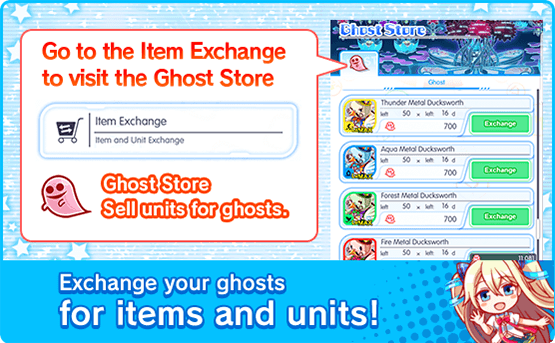 Go to the Item Exchange
to visit the Ghost Store
Item Exchange
Item and Unit Exchange
Ghost Store
Sell units for ghosts.
Ghost Store
Ghost
Thunder Metal Ducksworth
left 50 × left 16 d
700
Exchange
MAX
Aqua Metal Ducksworth
left 50 × left 16 d
700
Exchange
MAX
Forest Metal Ducksworth
left 50 × left 16 d
700
Exchange
MAX
Fire Metal Ducksworth
left 50 × left 16 d
Exchange your ghosts
for items and units!